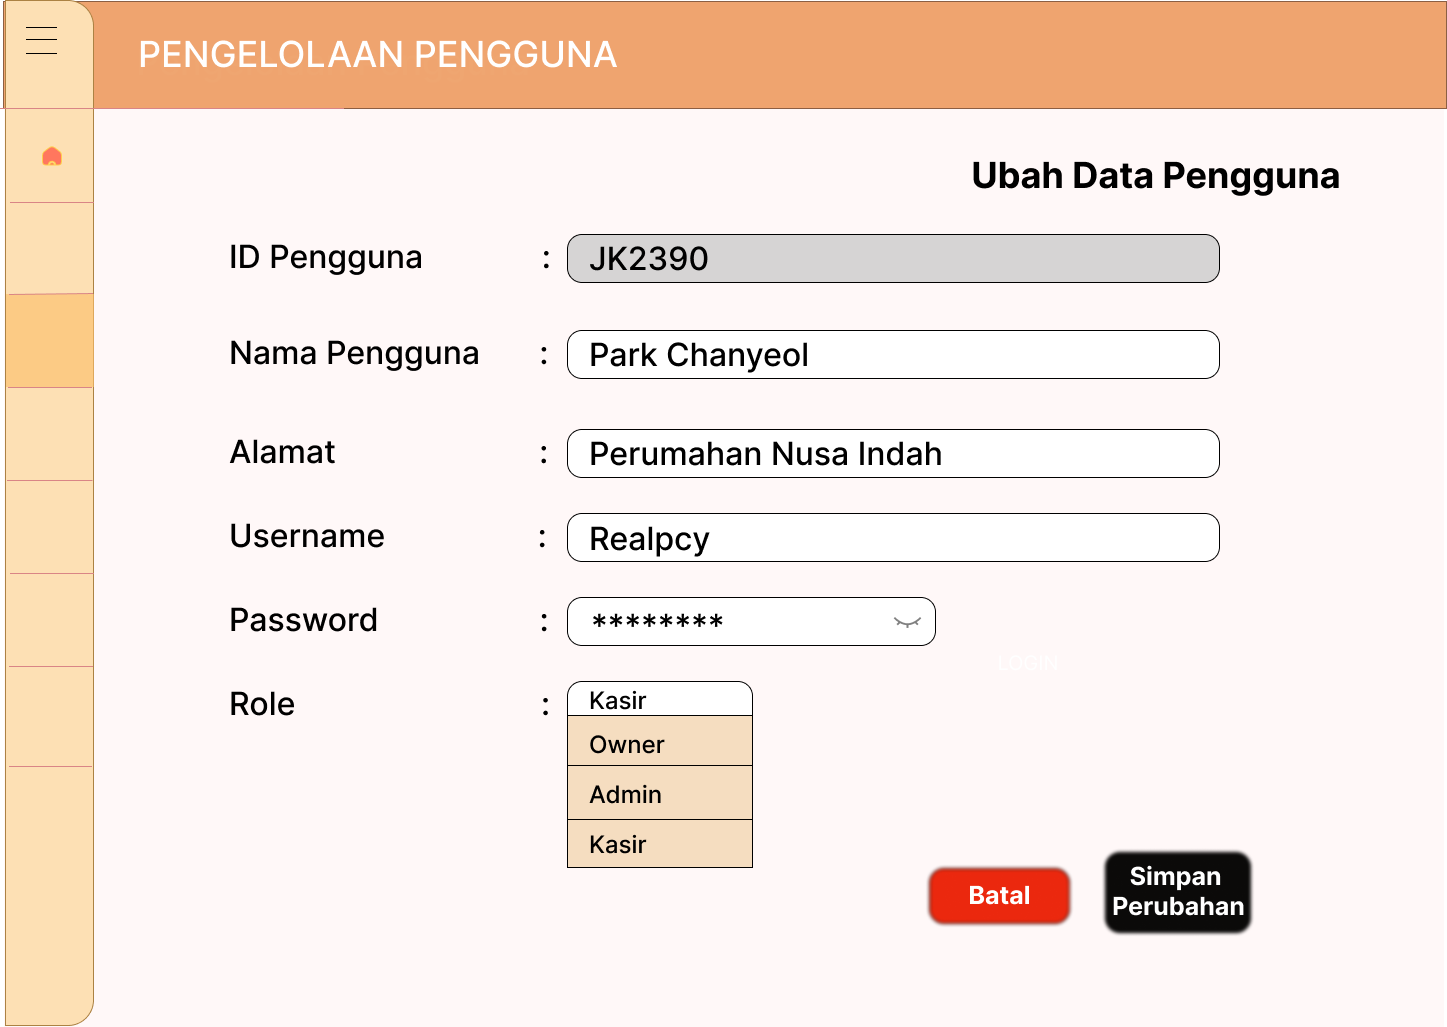 PENGELOLAAN PENGGUNA
Ubah Data Pengguna
ID Pengguna : JK2390
Nama Pengguna : Park Chanyeol
Alamat : Perumahan Nusa Indah
Username : Realpcy
Password : ********
LOGIN
Role : Kasir
Owner
Admin
Kasir
Batal
Simpan
Perubahan